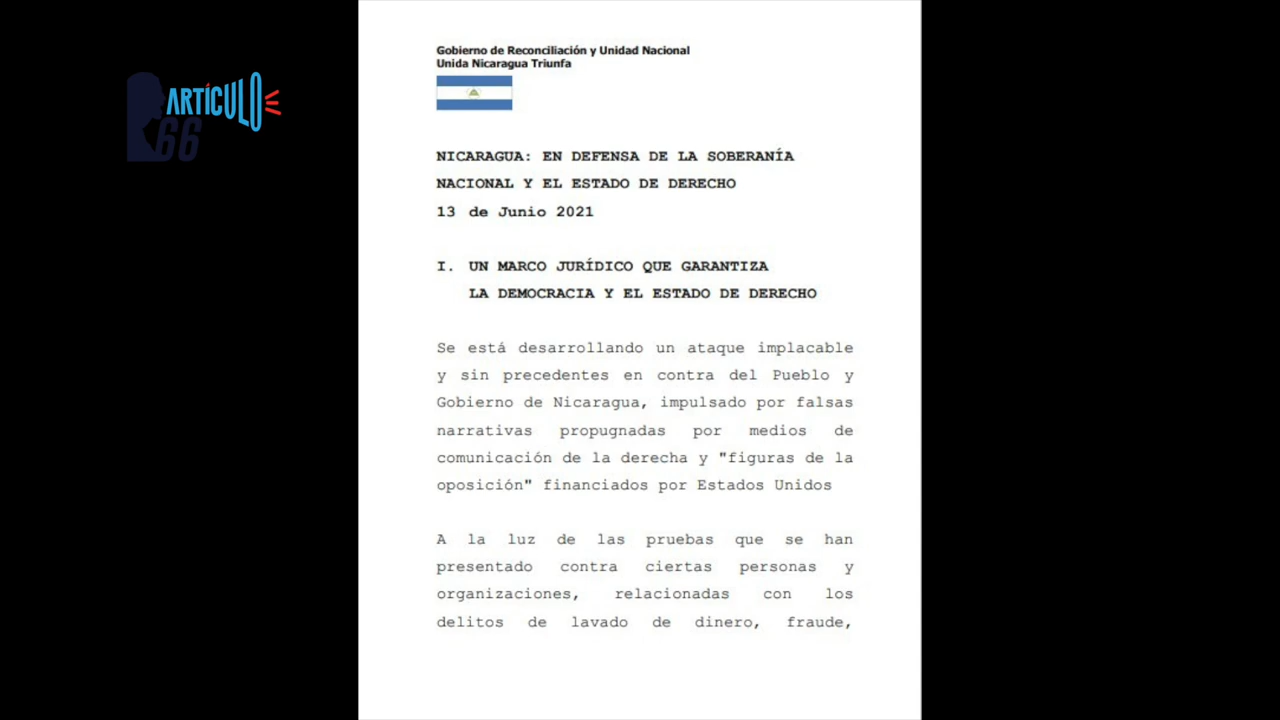 ARTÍCULO
66
Gobierno de Reconciliación y Unidad Nacional
Unida Nicaragua Triunfa
NICARAGUA: EN DEFENSA DE LA SOBERANÍA
NACIONAL Y EL ESTADO DE DERECHO
13 de Junio 2021
I. UN MARCO JURÍDICO QUE GARANTIZA
LA DEMOCRACIA Y EL ESTADO DE DERECHO
Se está desarrollando un ataque implacable
y sin precedentes en contra del Pueblo y
Gobierno de Nicaragua, impulsado por falsas
narrativas propugnadas por medios de
comunicación de la derecha y "figuras de la
oposición" financiados por Estados Unidos
A la luz de las pruebas que se han
presentado contra ciertas personas y
organizaciones, relacionadas con los
delitos de lavado de dinero, fraude,